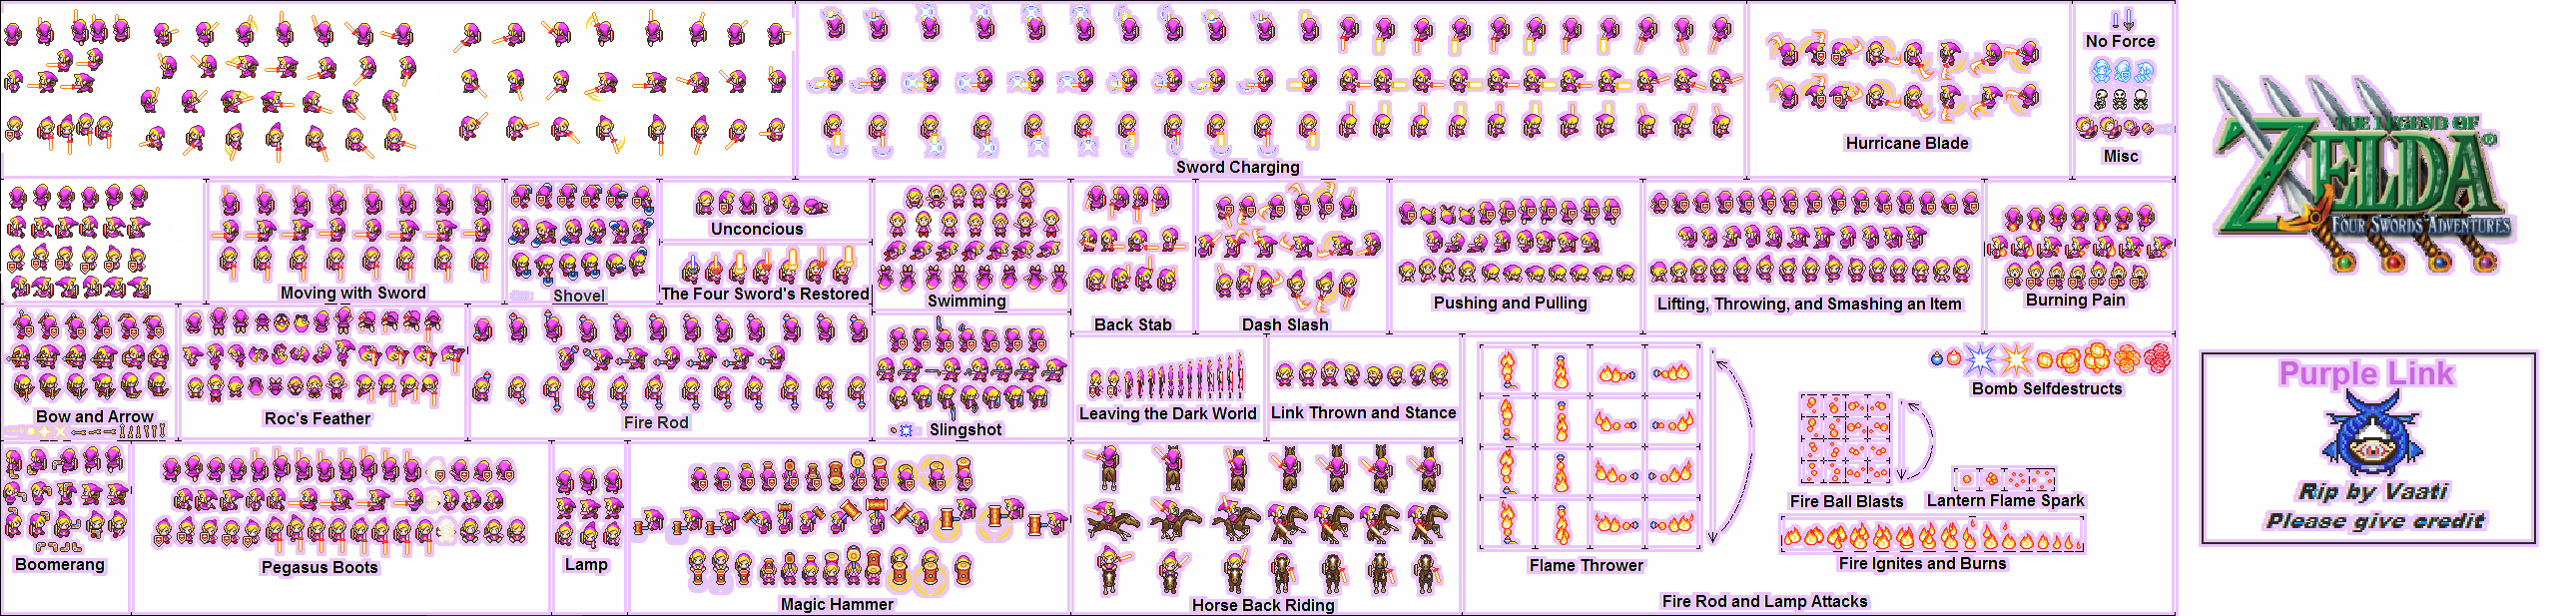 No Force
Hurricane Blade
Misc
Sword Charging
THE LEGEND OF
ZELDA®
FOUR SWORDS ADVENTURES
Unconcious
Moving with Sword
Shovel
The Four Sword's Restored
Swimming
Back Stab
Dash Slash
Pushing and Pulling
Lifting, Throwing, and Smashing an Item
Burning Pain
Bow and Arrow
Roc's Feather
Fire Rod
Slingshot
Leaving the Dark World
Link Thrown and Stance
Bomb Selfdestructs
Purple Link
Rip by Vaati
Please give credit
Fire Ball Blasts
Lantern Flame Spark
Boomerang
Pegasus Boots
Lamp
Magic Hammer
Horse Back Riding
Flame Thrower
Fire Ignites and Burns
Fire Rod and Lamp Attacks